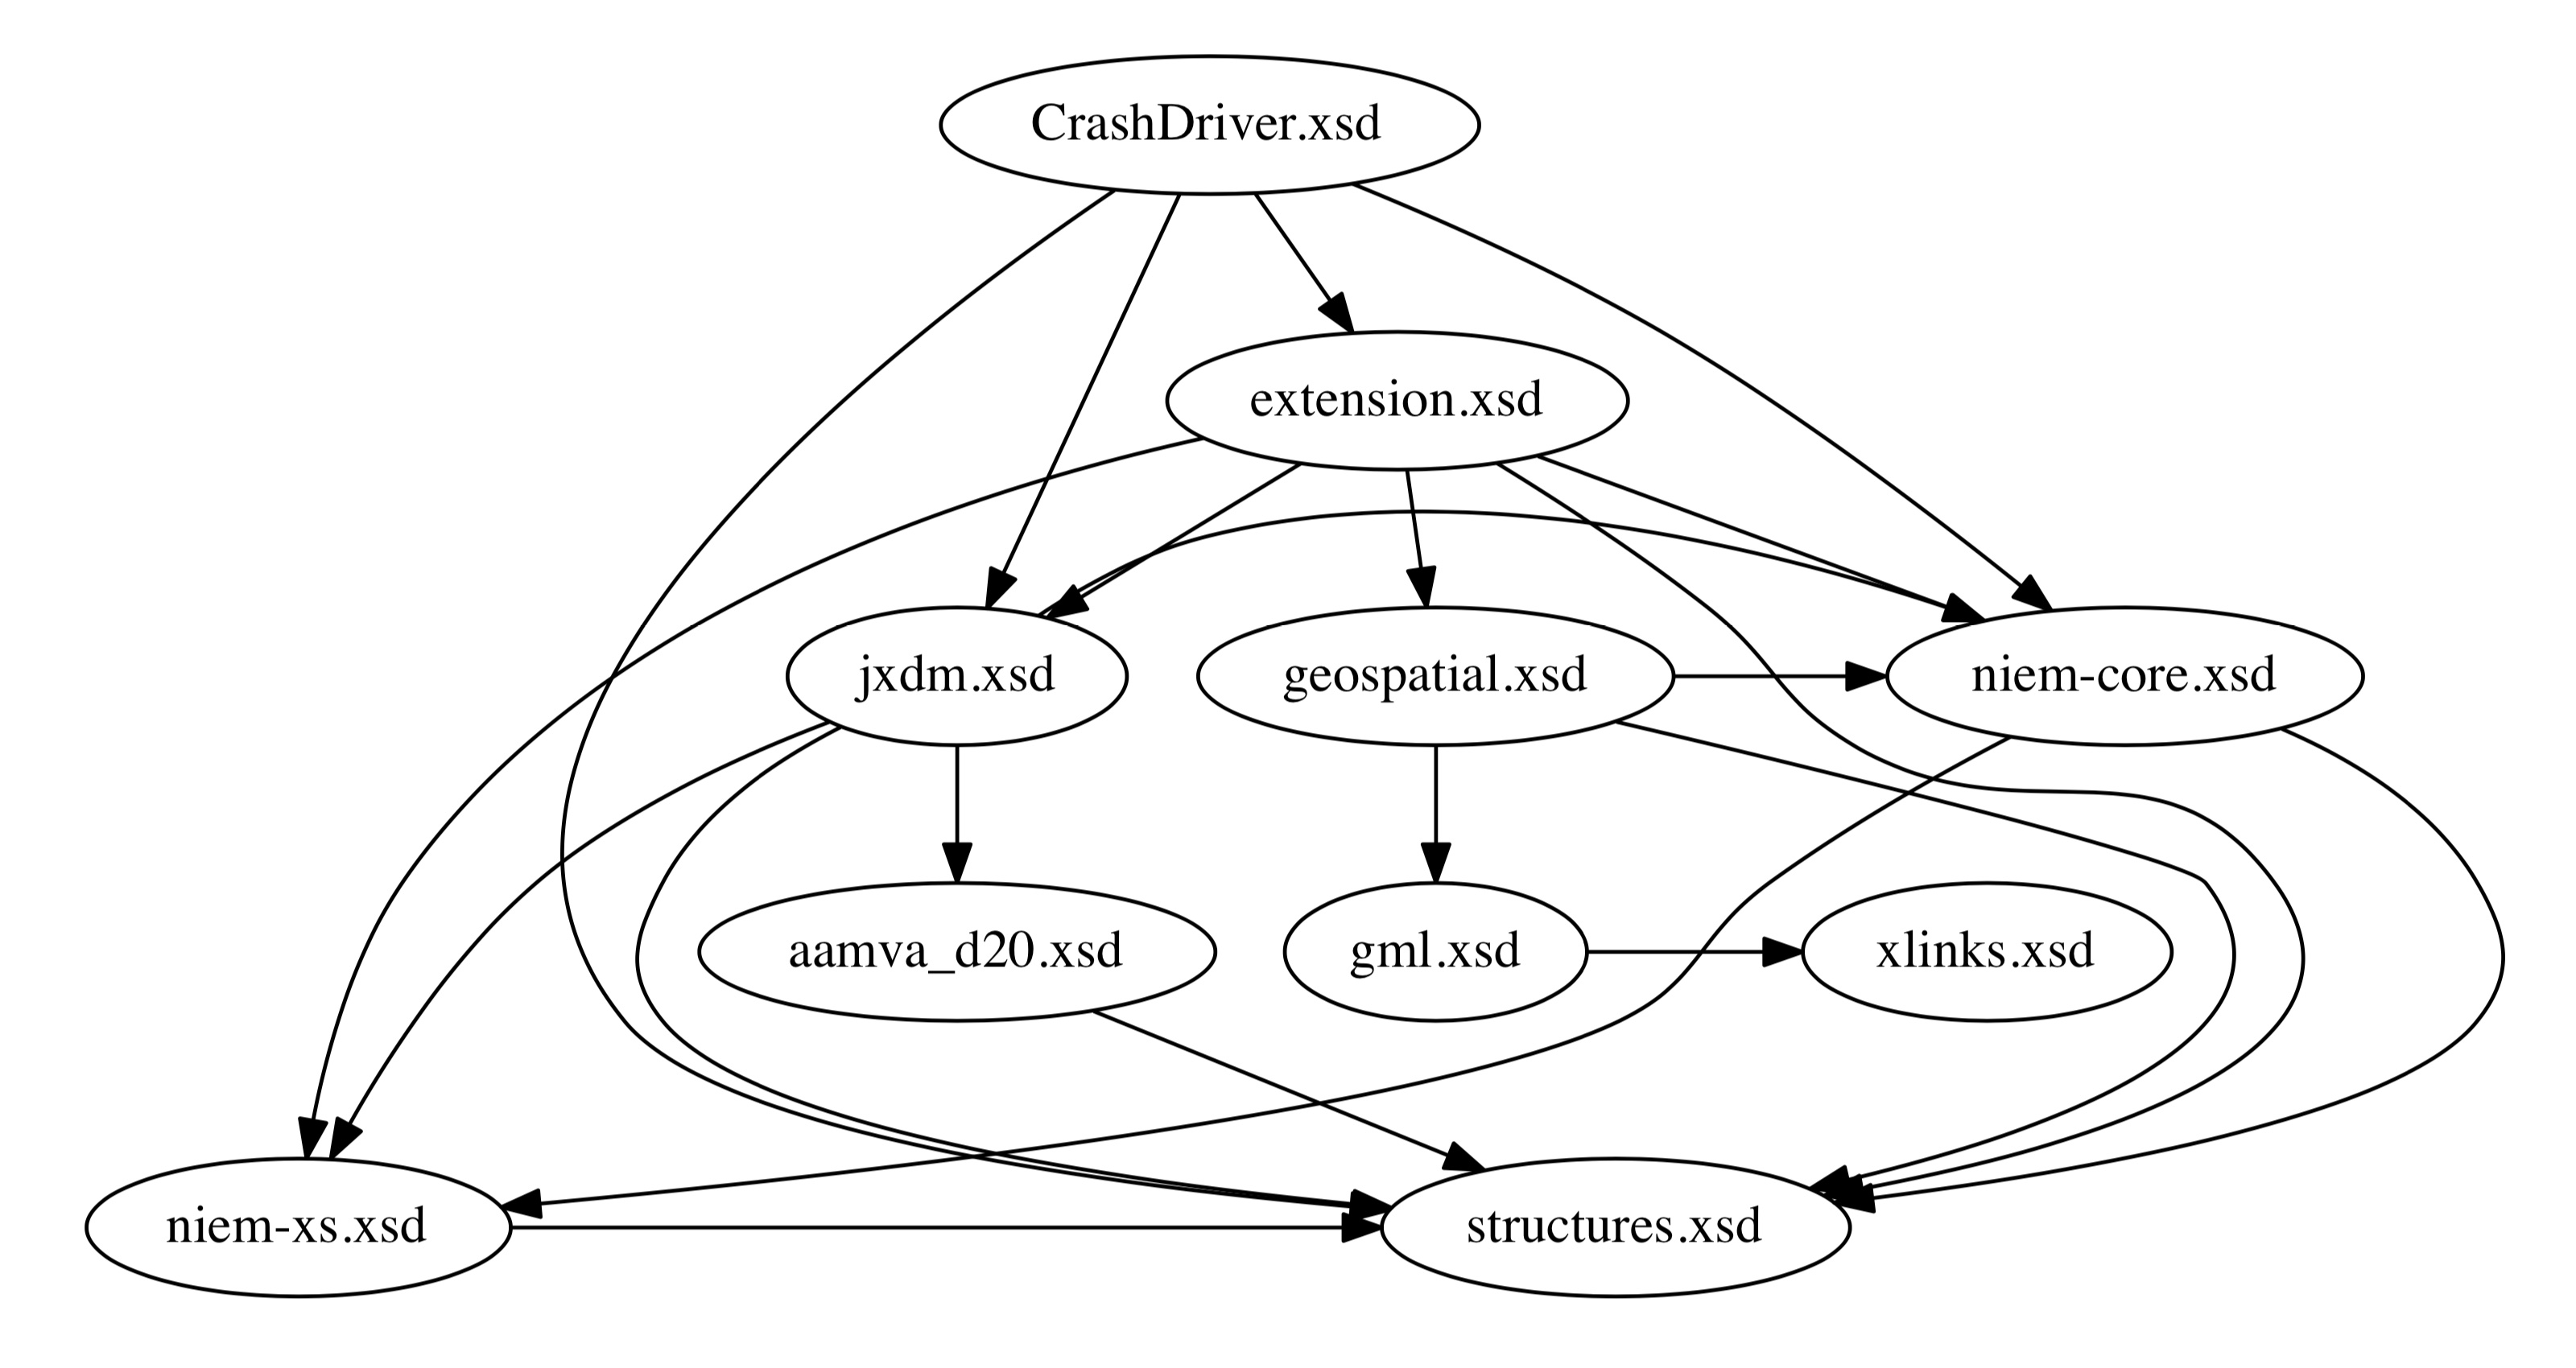 CrashDriver.xsd
extension.xsd
jxdm.xsd
geospatial.xsd
niem-core.xsd
aamva_d20.xsd
gml.xsd
xlinks.xsd
niem-xs.xsd
structures.xsd